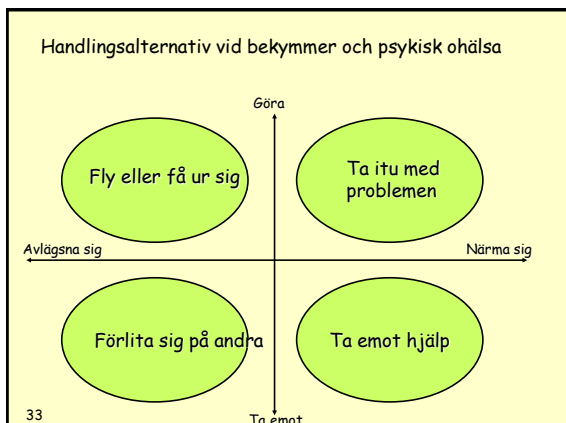 Handlingsalternativ vid bekymmer och psykisk ohälsa
Göra
Fly eller få ur sig
Ta itu med
problemen
Avlägsna sig
Närma sig
Förlita sig på andra
Ta emot hjälp
33
Ta emot